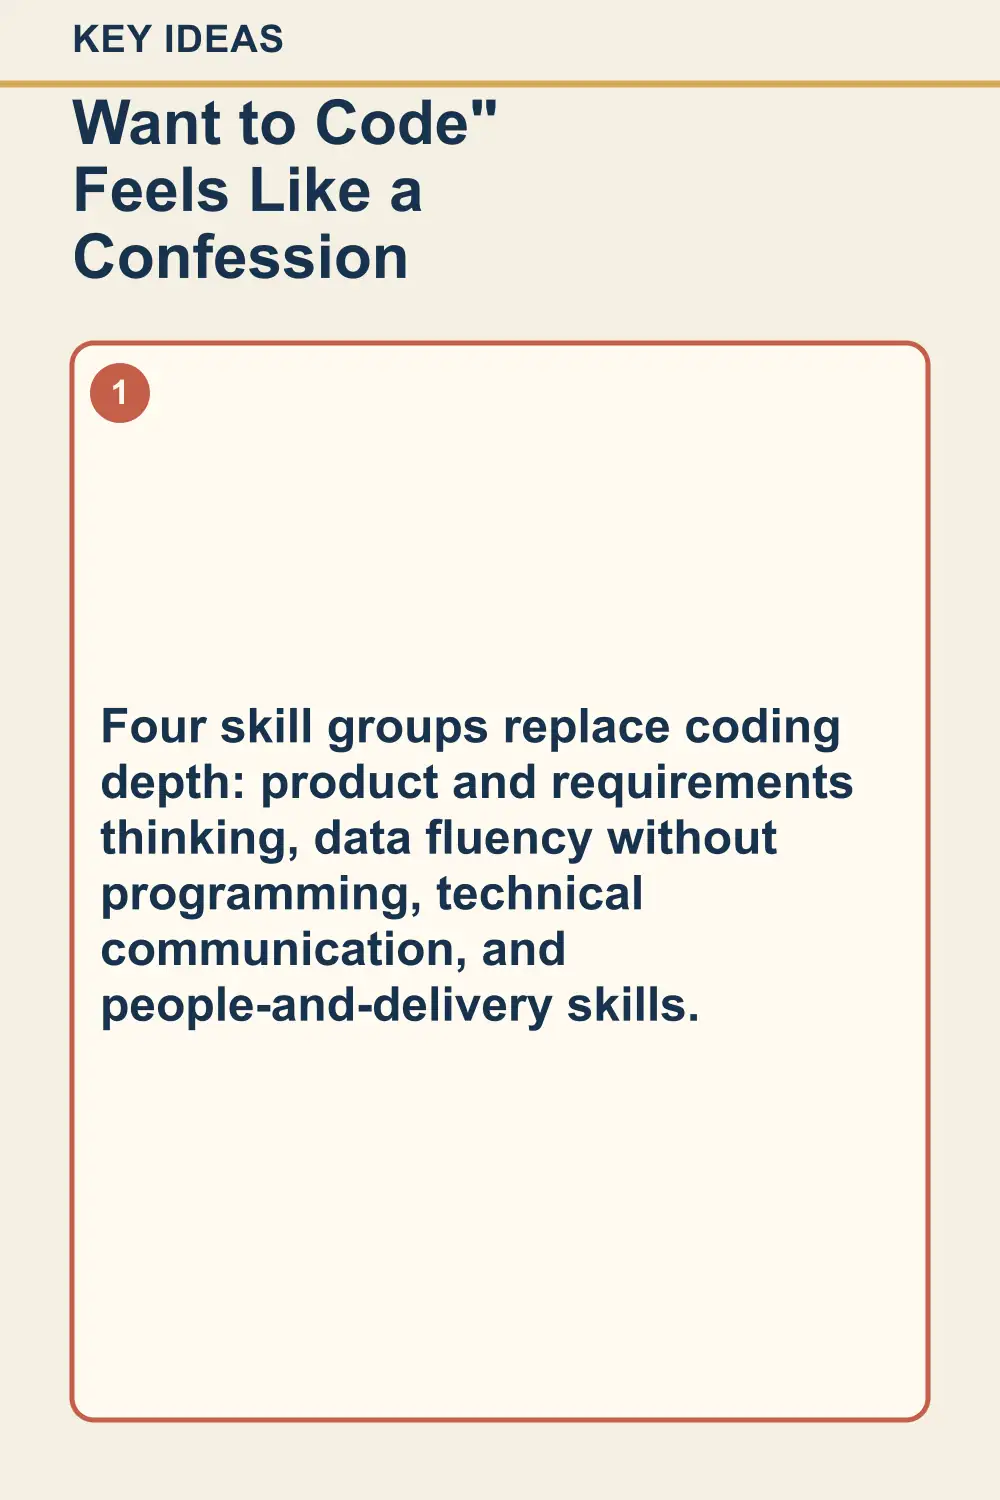 KEY IDEAS
Want to Code"
Feels Like a
Confession
1
Four skill groups replace coding
depth: product and requirements
thinking, data fluency without
programming, technical
communication, and
people-and-delivery skills.